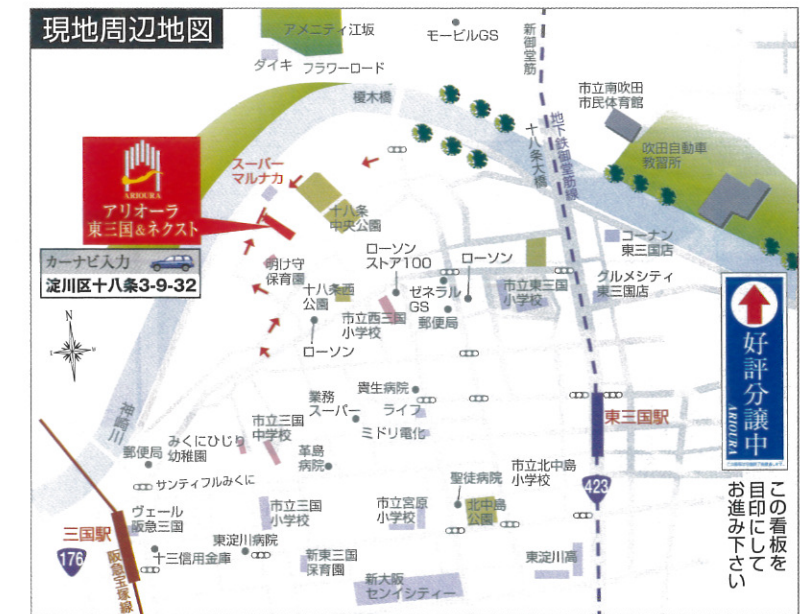 現地周辺地図
アメニティ江坂
モービルGS
新御堂筋
ダイキ
フラワーロード
榎木橋
市立南吹田
市民体育館
地下鉄御堂筋線
十八条大橋
吹田自動車
教習所
スーパー
マルナカ
ARIOURA
アリオーラ
東三国&ネクスト
カーナビ入力
淀川区十八条3-9-32
十八条
中央公園
ローソン
ストア100
ローソン
コーナン
東三国店
明け守
保育園
十八条西
公園
ゼネラル
GS
郵便局
市立東三国
小学校
グルメシティ
東三国店
市立西三国
小学校
ローソン
N
好評分譲中
ARIOURA
この看板を
目印にして
お進み下さい
貴生病院
業務
スーパー
ライフ
ミドリ電化
東三国駅
神崎川
市立三国
中学校
みくにひじり
幼稚園
郵便局
革島
病院
サンティフルみくに
聖徒病院
市立北中島
小学校
423
北中島
公園
ヴェール
阪急三国
市立三国
小学校
市立宮原
小学校
三国駅
176
阪急宝塚線
十三信用金庫
東淀川病院
新東三国
保育園
新大阪
センイシティー
東淀川高